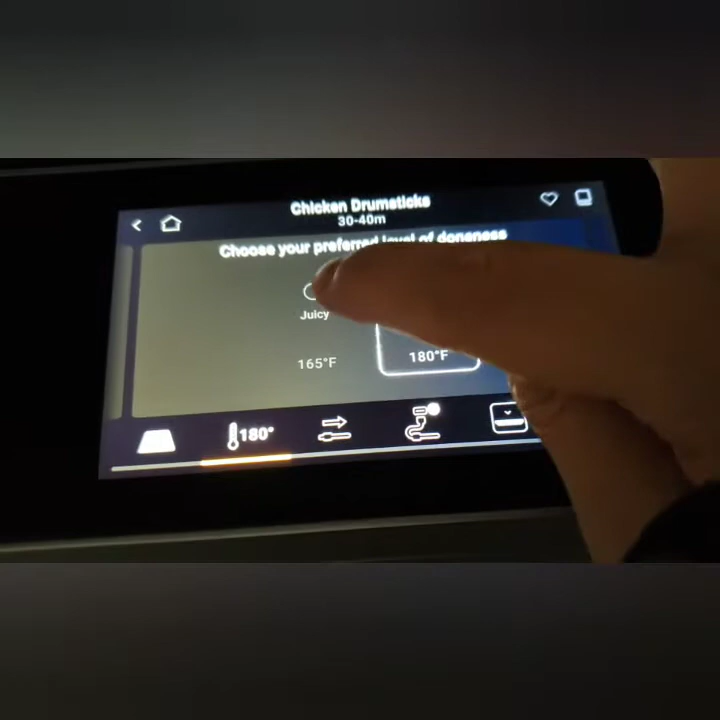 Chicken Drumsticks
30-40m
Choose your preferred level of doneness
Juicy
165°F
180°F
180°